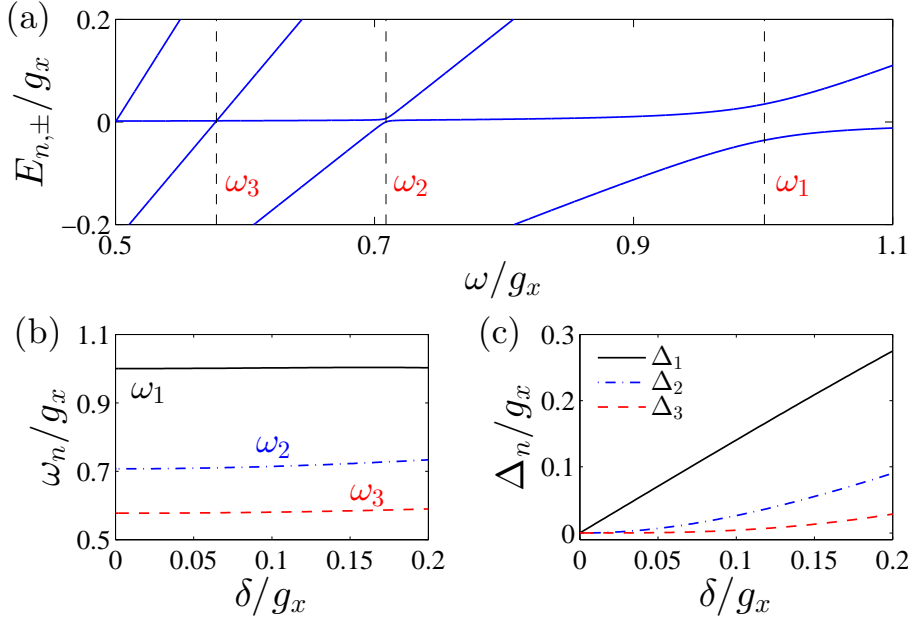 (a)
0.2
0
−0.2
E_{n,±}/g_x
ω_3
ω_2
ω_1
0.5 0.7 0.9 1.1
ω/g_x
(b)
1.1
0.9
0.7
0.5
ω_n/g_x
ω_1
ω_2
ω_3
0 0.05 0.1 0.15 0.2
δ/g_x
(c)
0.3
0.2
0.1
0
Δ_n/g_x
Δ_1
Δ_2
Δ_3
0 0.05 0.1 0.15 0.2
δ/g_x